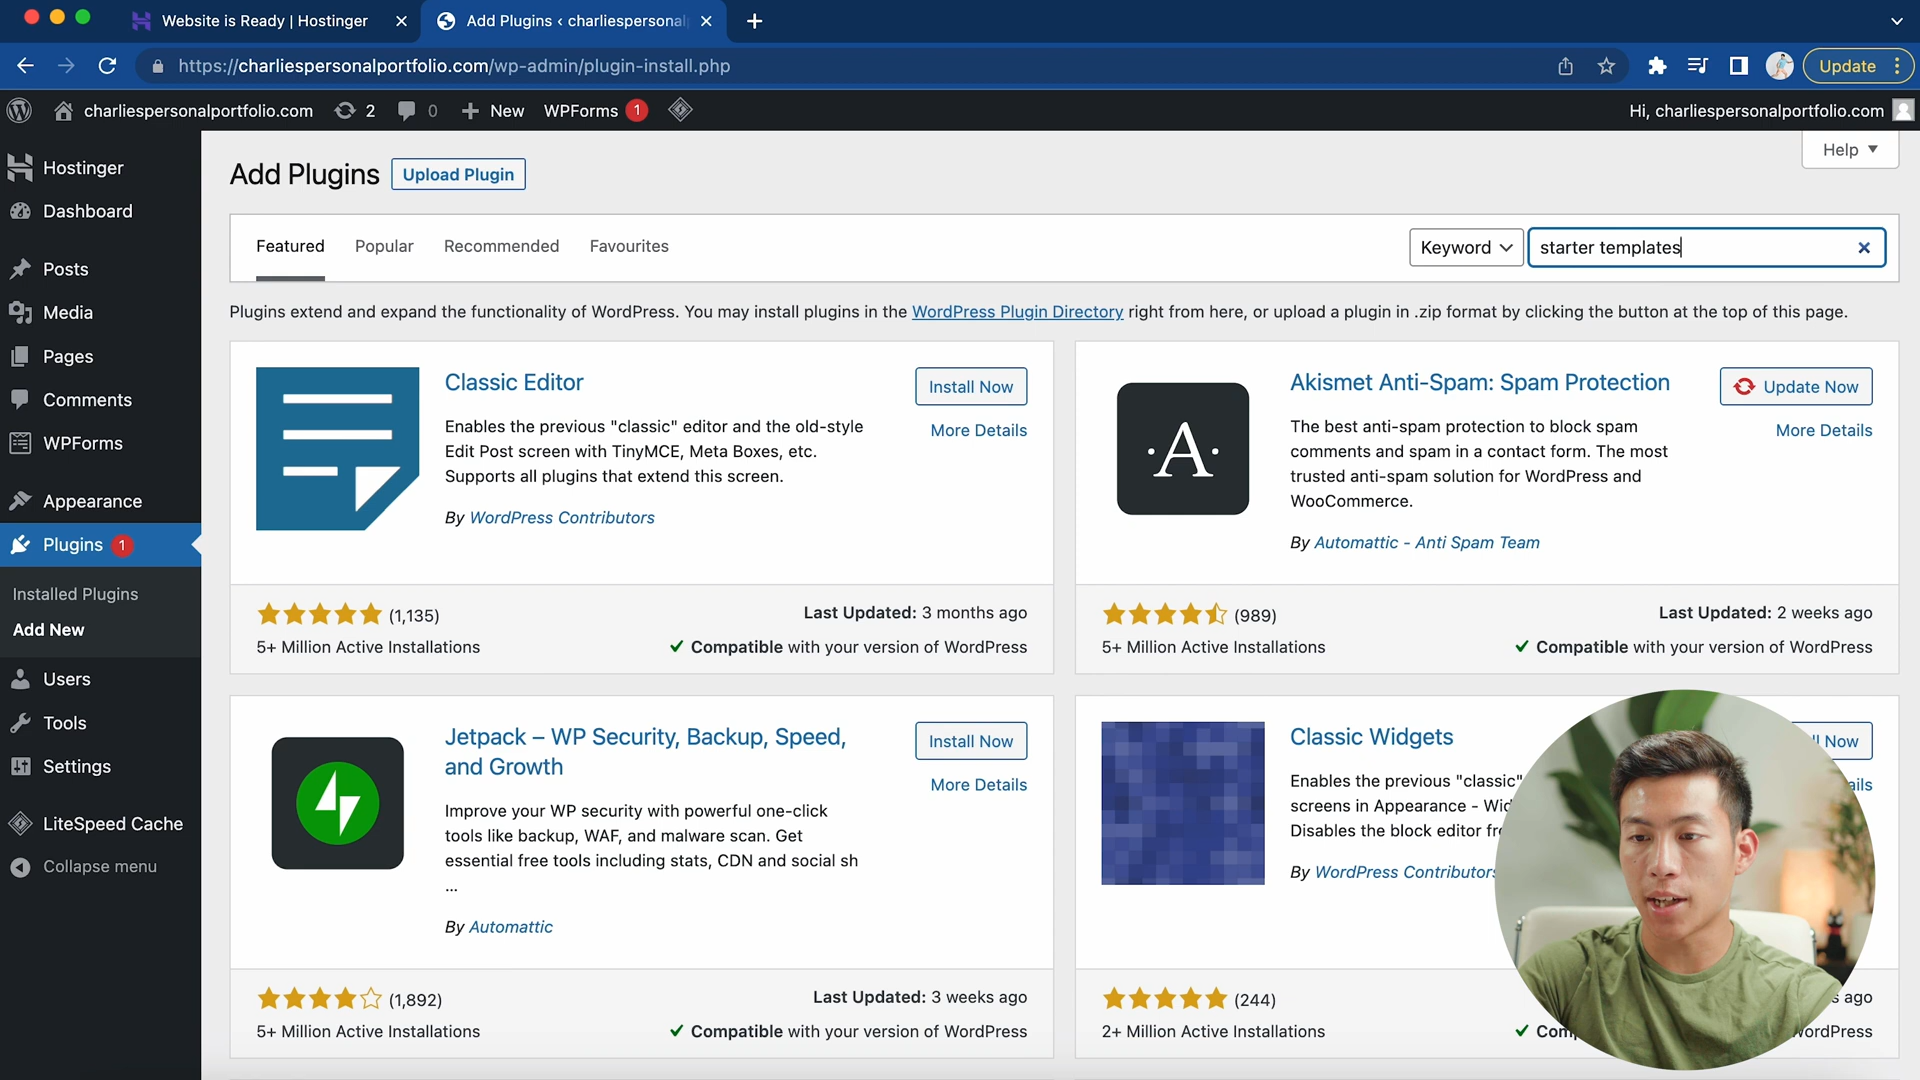 Website is Ready | Hostinger
Add Plugins ‹ charliespersonal
https://charliespersonalportfolio.com/wp-admin/plugin-install.php
Update
charliespersonalportfolio.com
2
0
New
WPForms
1
Hi, charliespersonalportfolio.com
Hostinger
Dashboard
Posts
Media
Pages
Comments
WPForms
Appearance
Plugins 1
Installed Plugins
Add New
Users
Tools
Settings
LiteSpeed Cache
Collapse menu
Help
Add Plugins
Upload Plugin
Featured
Popular
Recommended
Favourites
Keyword
starter templates
Plugins extend and expand the functionality of WordPress. You may install plugins in the WordPress Plugin Directory right from here, or upload a plugin in .zip format by clicking the button at the top of this page.
Classic Editor
Install Now
More Details
Enables the previous "classic" editor and the old-style
Edit Post screen with TinyMCE, Meta Boxes, etc.
Supports all plugins that extend this screen.
By WordPress Contributors
(1,135)
Last Updated: 3 months ago
5+ Million Active Installations
Compatible with your version of WordPress
·A·
Akismet Anti-Spam: Spam Protection
Update Now
More Details
The best anti-spam protection to block spam
comments and spam in a contact form. The most
trusted anti-spam solution for WordPress and
WooCommerce.
By Automattic - Anti Spam Team
(989)
Last Updated: 2 weeks ago
5+ Million Active Installations
Compatible with your version of WordPress
Jetpack – WP Security, Backup, Speed,
and Growth
Install Now
More Details
Improve your WP security with powerful one-click
tools like backup, WAF, and malware scan. Get
essential free tools including stats, CDN and social sh
...
By Automattic
(1,892)
Last Updated: 3 weeks ago
5+ Million Active Installations
Compatible with your version of WordPress
Classic Widgets
Now
Enables the previous "classic"
screens in Appearance -
Disables the block editor
By WordPress Contributors
(244)
ago
2+ Million Active Installations